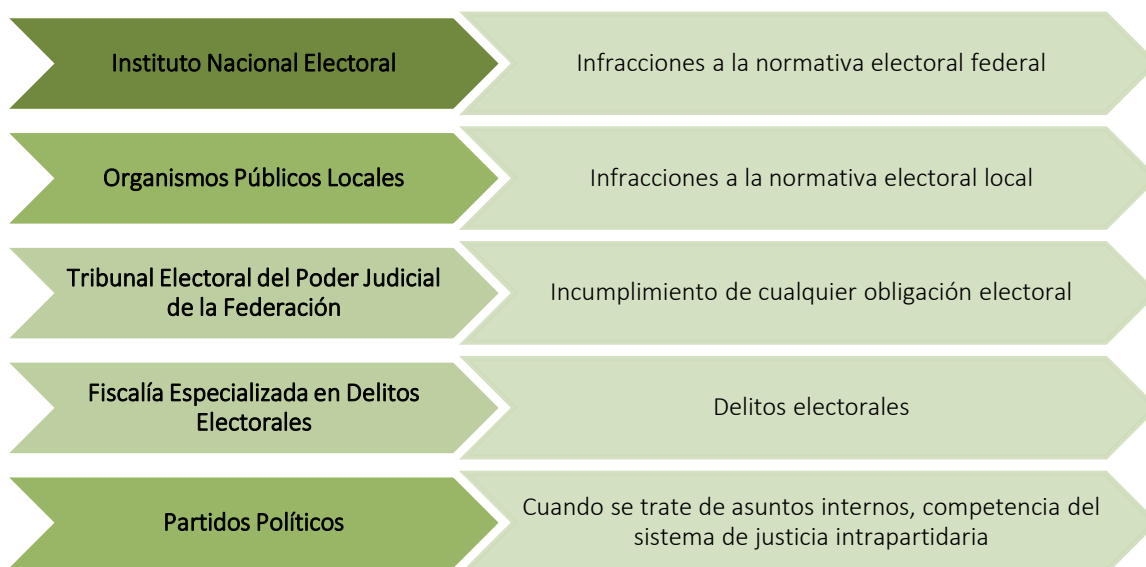 Instituto Nacional Electoral
Infracciones a la normativa electoral federal
Organismos Públicos Locales
Infracciones a la normativa electoral local
Tribunal Electoral del Poder Judicial
de la Federación
Incumplimiento de cualquier obligación electoral
Fiscalía Especializada en Delitos
Electorales
Delitos electorales
Partidos Políticos
Cuando se trate de asuntos internos, competencia del
sistema de justicia intrapartidaria